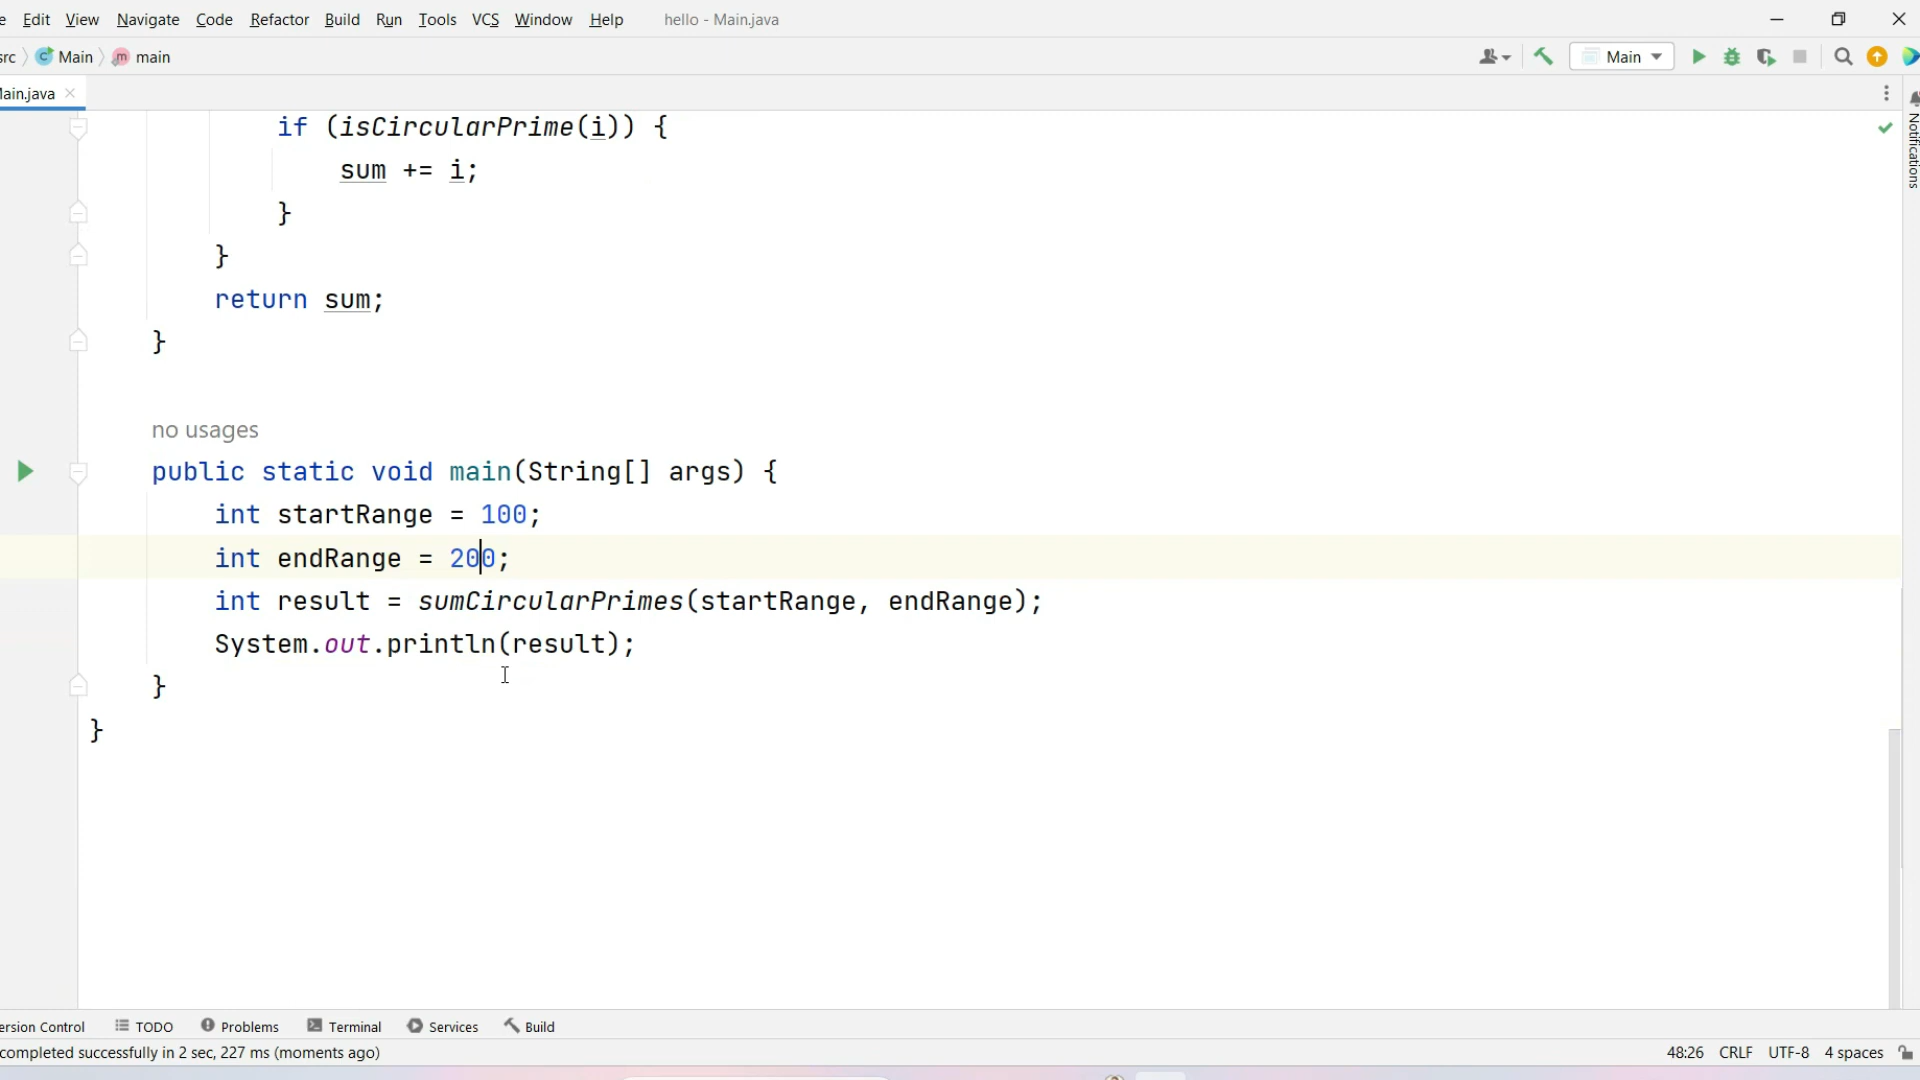 Edit View Navigate Code Refactor Build Run Tools VCS Window Help hello - Main.java
src Main main Main
Main.java
Notifications
if (isCircularPrime(i)) {
sum += i;
}
}
return sum;
}
no usages
public static void main(String[] args) {
int startRange = 100;
int endRange = 200;
int result = sumCircularPrimes(startRange, endRange);
System.out.println(result);
}
}
ersion Control TODO Problems Terminal Services Build
completed successfully in 2 sec, 227 ms (moments ago) 48:26 CRLF UTF-8 4 spaces